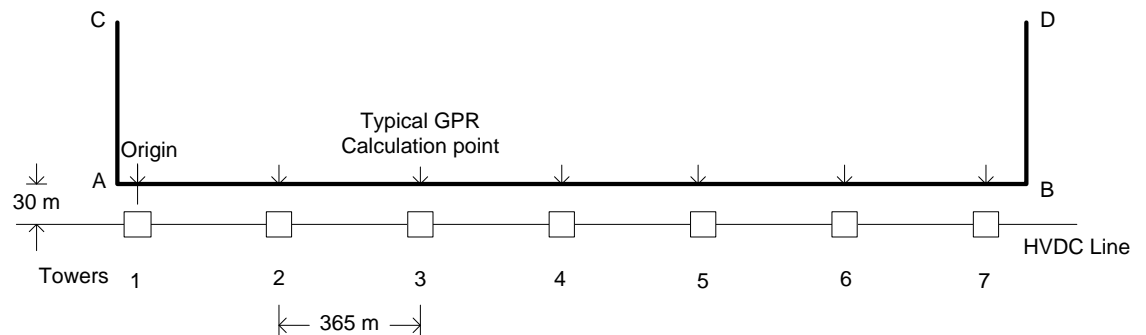 C
D
Typical GPR
Calculation point
Origin
A
B
30 m
HVDC Line
Towers
1
2
3
4
5
6
7
365 m